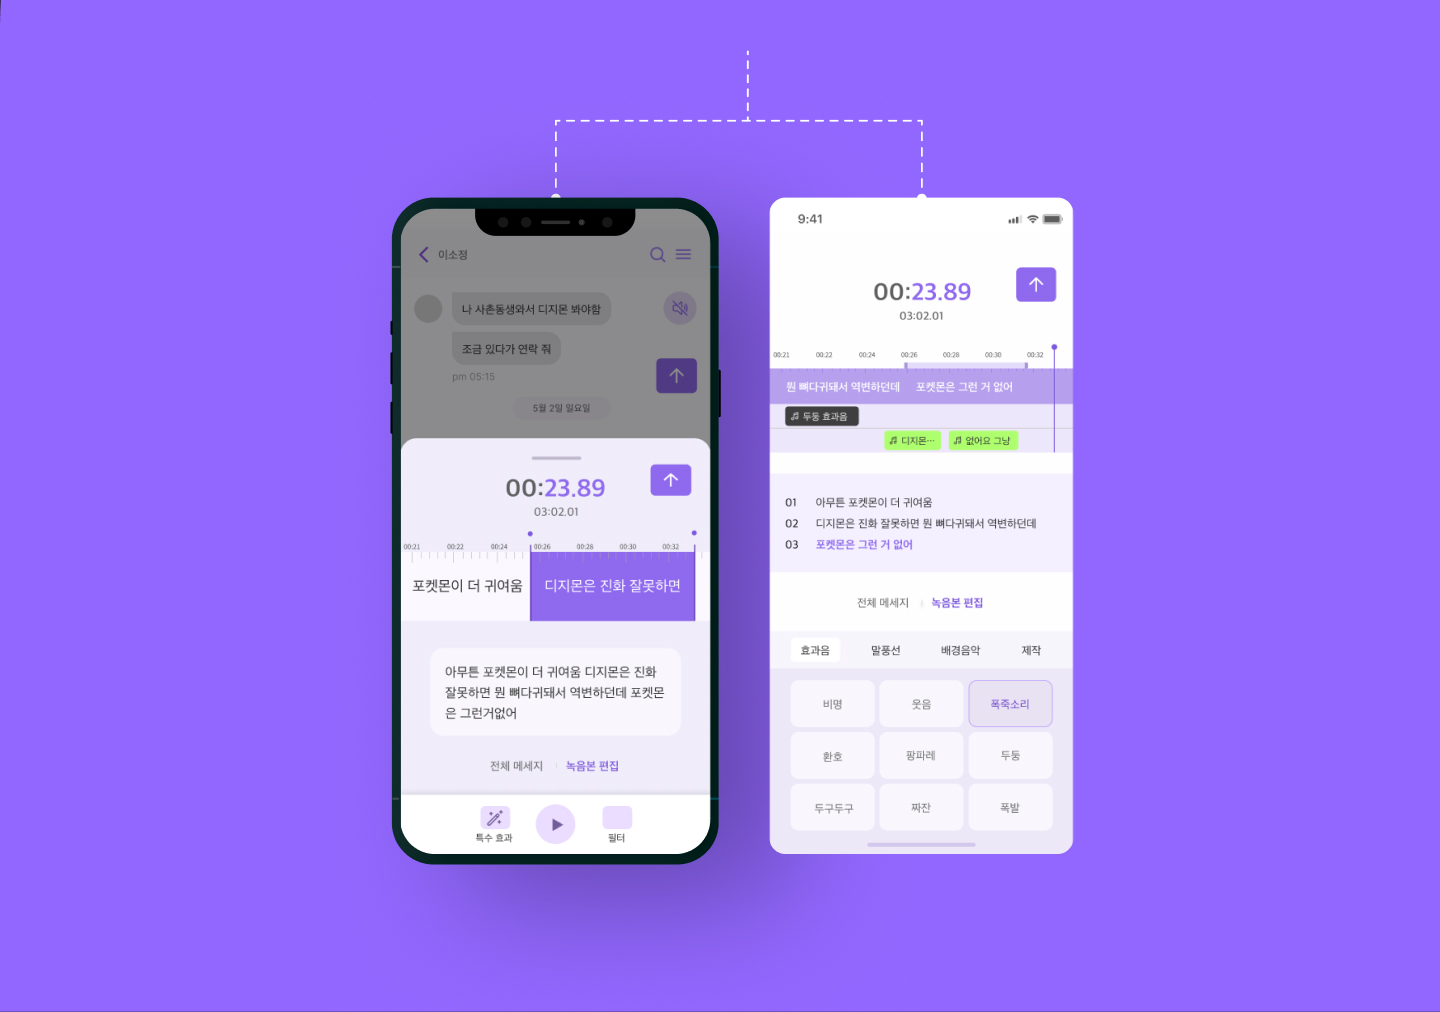 이소정
나 사촌동생와서 디지몬 봐야함
조금 있다가 연락 줘
pm 05:15
5월 2일 일요일
00:23.89
03:02.01
00:21 00:22 00:24 00:26 00:28 00:30 00:32
포켓몬이 더 귀여움 디지몬은 진화 잘못하면
아무튼 포켓몬이 더 귀여움 디지몬은 진화
잘못하면 뭔 뼈다귀돼서 역변하던데 포켓몬
은 그런거없어
전체 메세지 녹음본 편집
특수 효과 필터
9:41
00:23.89
03:02.01
00:21 00:22 00:24 00:26 00:28 00:30 00:32
뭔 뼈다귀돼서 역변하던데 포켓몬은 그런 거 없어
두둥 효과음
디지몬… 없어요 그냥
01 아무튼 포켓몬이 더 귀여움
02 디지몬은 진화 잘못하면 뭔 뼈다귀돼서 역변하던데
03 포켓몬은 그런 거 없어
전체 메세지 녹음본 편집
효과음 말풍선 배경음악 제작
비명 웃음 폭죽소리
환호 팡파레 두둥
두구두구 짜잔 폭발